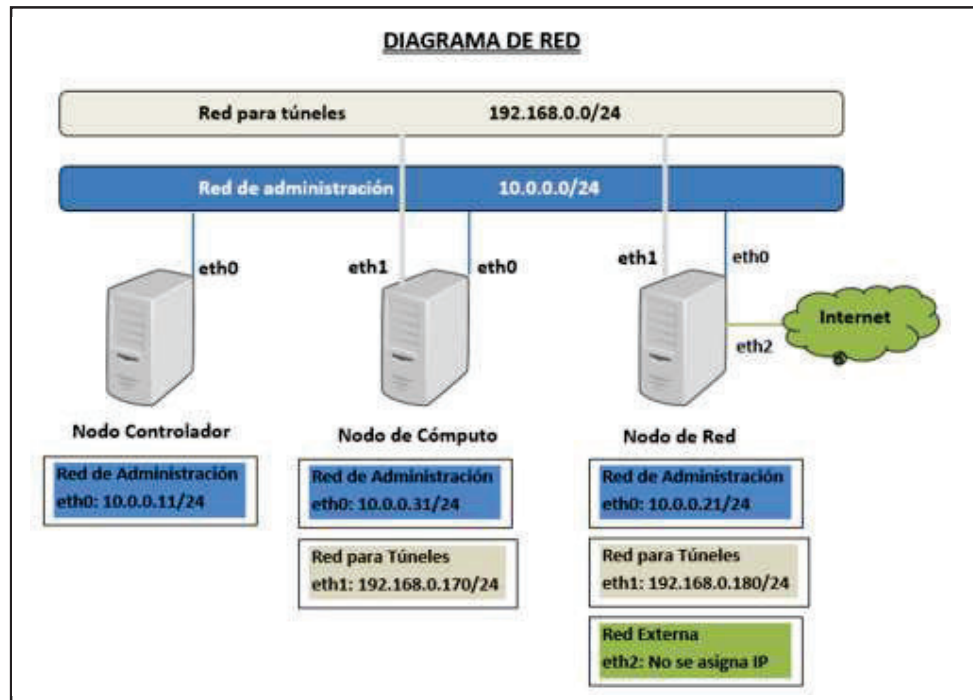 DIAGRAMA DE RED
Red para túneles 192.168.0.0/24
Red de administración 10.0.0.0/24
eth0
eth1
eth0
eth1
eth0
eth2
Internet
Nodo Controlador
Red de Administración
eth0: 10.0.0.11/24
Nodo de Cómputo
Red de Administración
eth0: 10.0.0.31/24
Red para Túneles
eth1: 192.168.0.170/24
Nodo de Red
Red de Administración
eth0: 10.0.0.21/24
Red para Túneles
eth1: 192.168.0.180/24
Red Externa
eth2: No se asigna IP